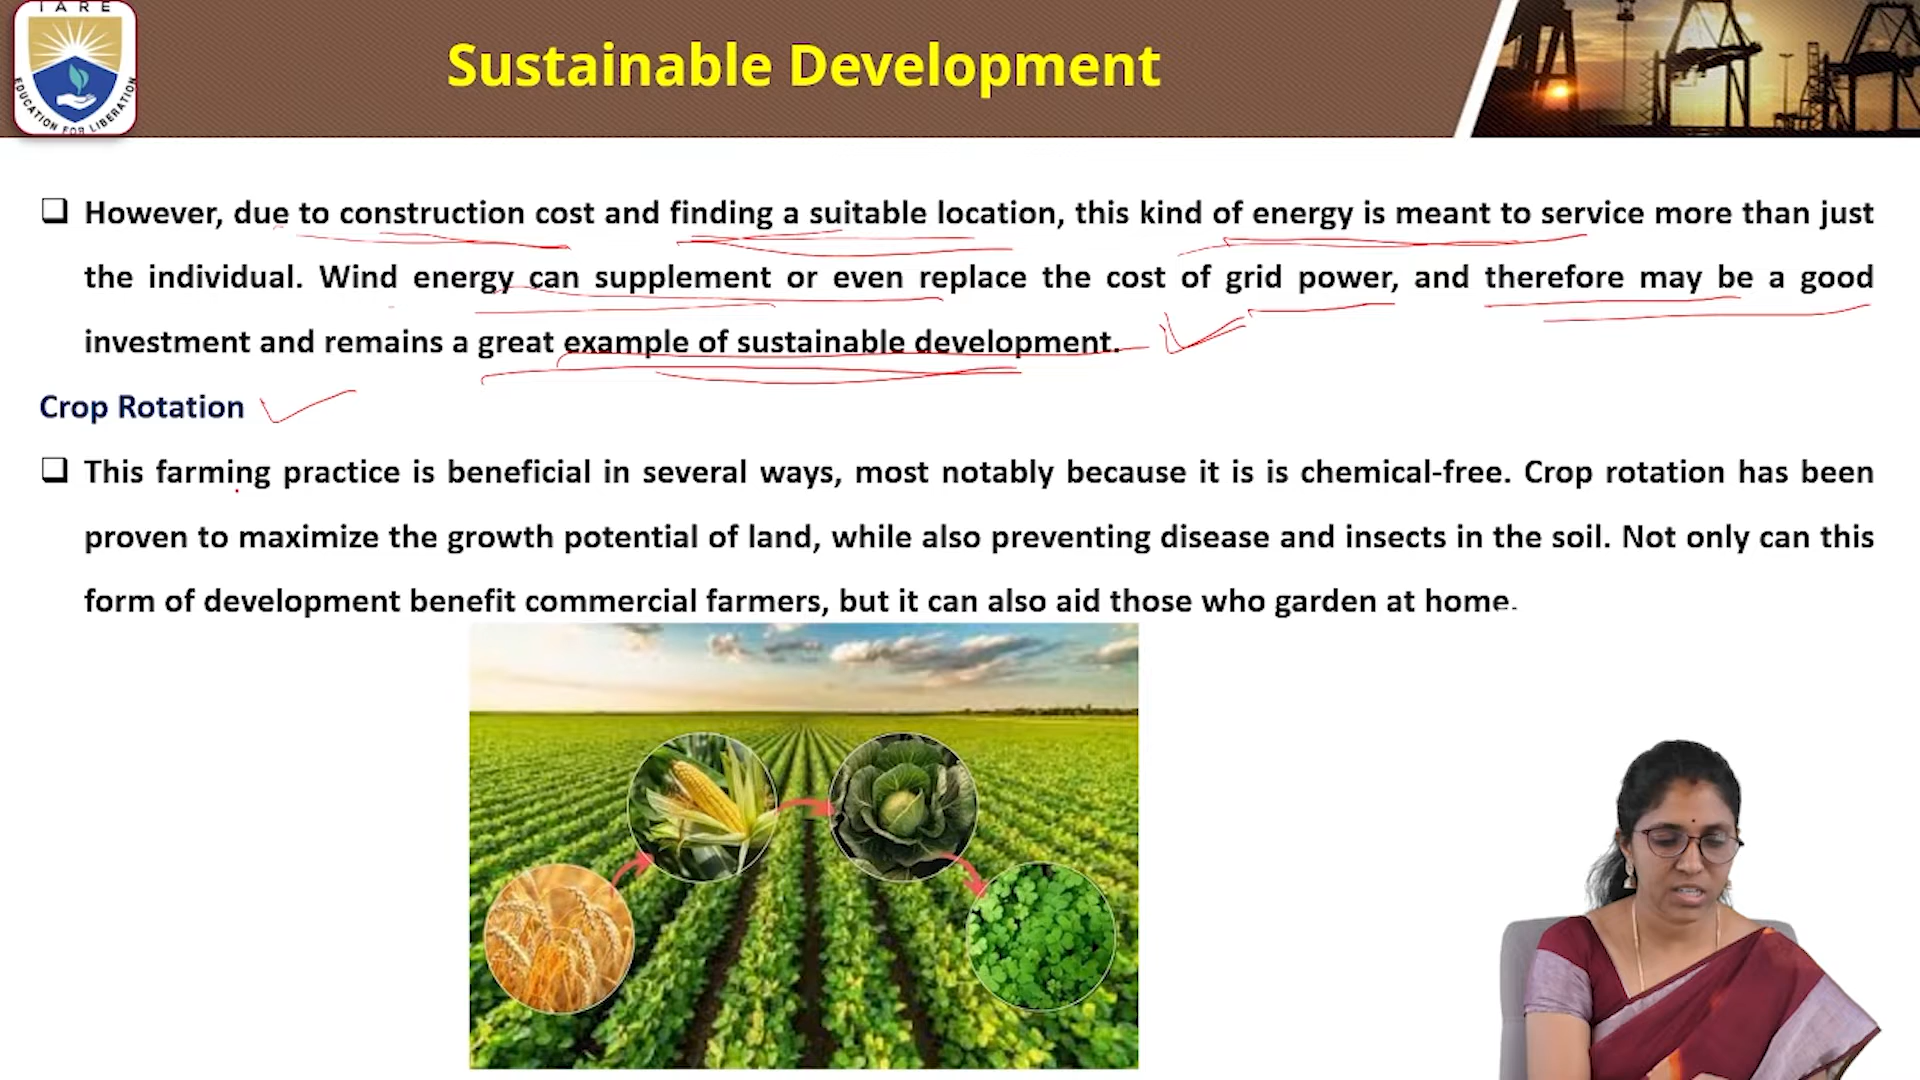 IARE
EDUCATION FOR LIBERATION
Sustainable Development
However, due to construction cost and finding a suitable location, this kind of energy is meant to service more than just
the individual. Wind energy can supplement or even replace the cost of grid power, and therefore may be a good
investment and remains a great example of sustainable development.
Crop Rotation
This farming practice is beneficial in several ways, most notably because it is is chemical-free. Crop rotation has been
proven to maximize the growth potential of land, while also preventing disease and insects in the soil. Not only can this
form of development benefit commercial farmers, but it can also aid those who garden at home.